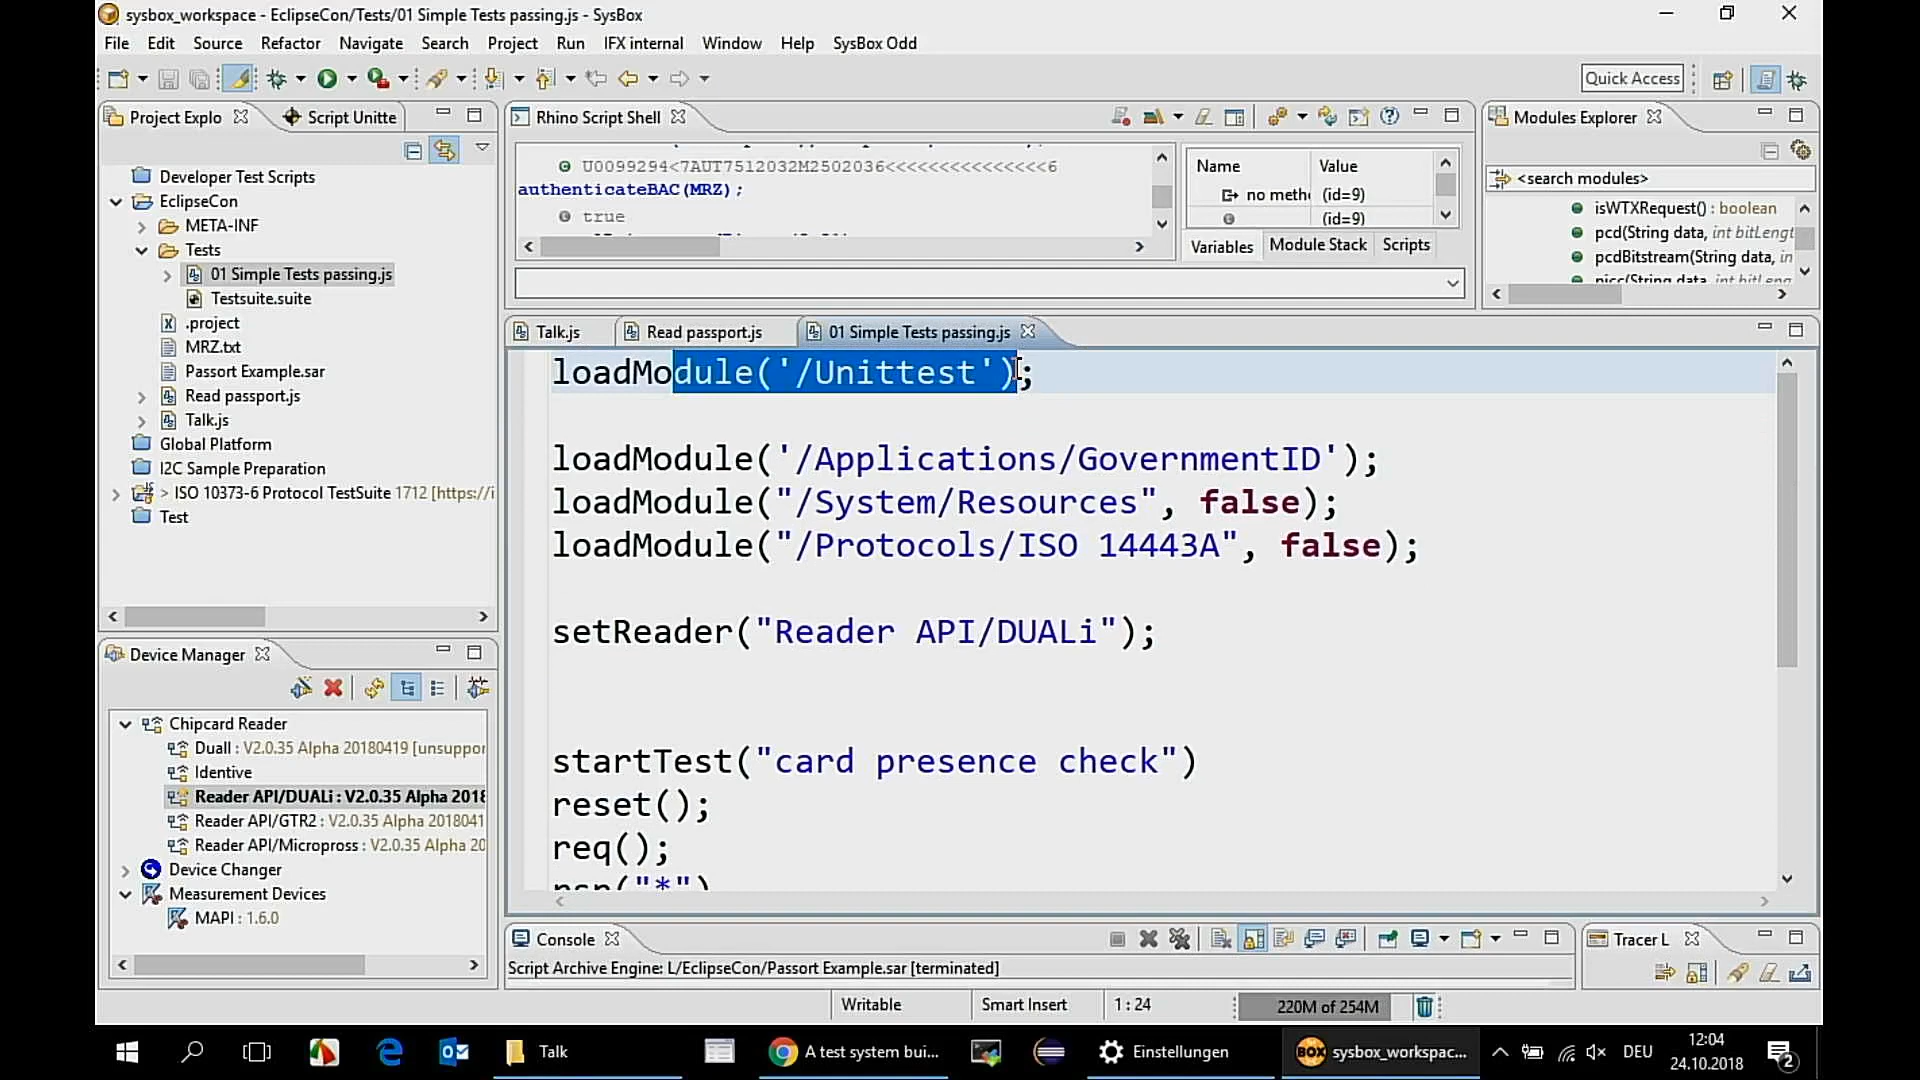 sysbox_workspace - EclipseCon/Tests/01 Simple Tests passing.js - SysBox
File Edit Source Refactor Navigate Search Project Run IFX internal Window Help SysBox Odd
Quick Access
Project Explo
Script Unitte
Developer Test Scripts
EclipseCon
META-INF
Tests
01 Simple Tests passing.js
Testsuite.suite
.project
MRZ.txt
Passort Example.sar
Read passport.js
Talk.js
Global Platform
I2C Sample Preparation
> ISO 10373-6 Protocol TestSuite 1712 [https://i
Test
Device Manager
Chipcard Reader
Duall : V2.0.35 Alpha 20180419 [unsuppor
Identive
Reader API/DUALi : V2.0.35 Alpha 2018
Reader API/GTR2 : V2.0.35 Alpha 2018041
Reader API/Micropross : V2.0.35 Alpha 20
Device Changer
Measurement Devices
MAPI : 1.6.0
Rhino Script Shell
U0099294<7AUT7512032M2502036<<<<<<<<<<<<<<<6
authenticateBAC(MRZ);
true
Name Value
no metho (id=9)
(id=9)
Variables Module Stack Scripts
Modules Explorer
<search modules>
isWTXRequest() : boolean
pcd(String data, int bitLengt
pcdBitstream(String data, in
picc(String data, int bitLeng
Talk.js
Read passport.js
01 Simple Tests passing.js
loadModule('/Unittest');
loadModule('/Applications/GovernmentID');
loadModule("/System/Resources", false);
loadModule("/Protocols/ISO 14443A", false);
setReader("Reader API/DUALi");
startTest("card presence check")
reset();
req();
rsp("*")
Console
Script Archive Engine: L/EclipseCon/Passort Example.sar [terminated]
Tracer L
Writable Smart Insert 1 : 24 220M of 254M
Talk
A test system bui...
Einstellungen
BOX
sysbox_workspac...
DEU
12:04
24.10.2018
2